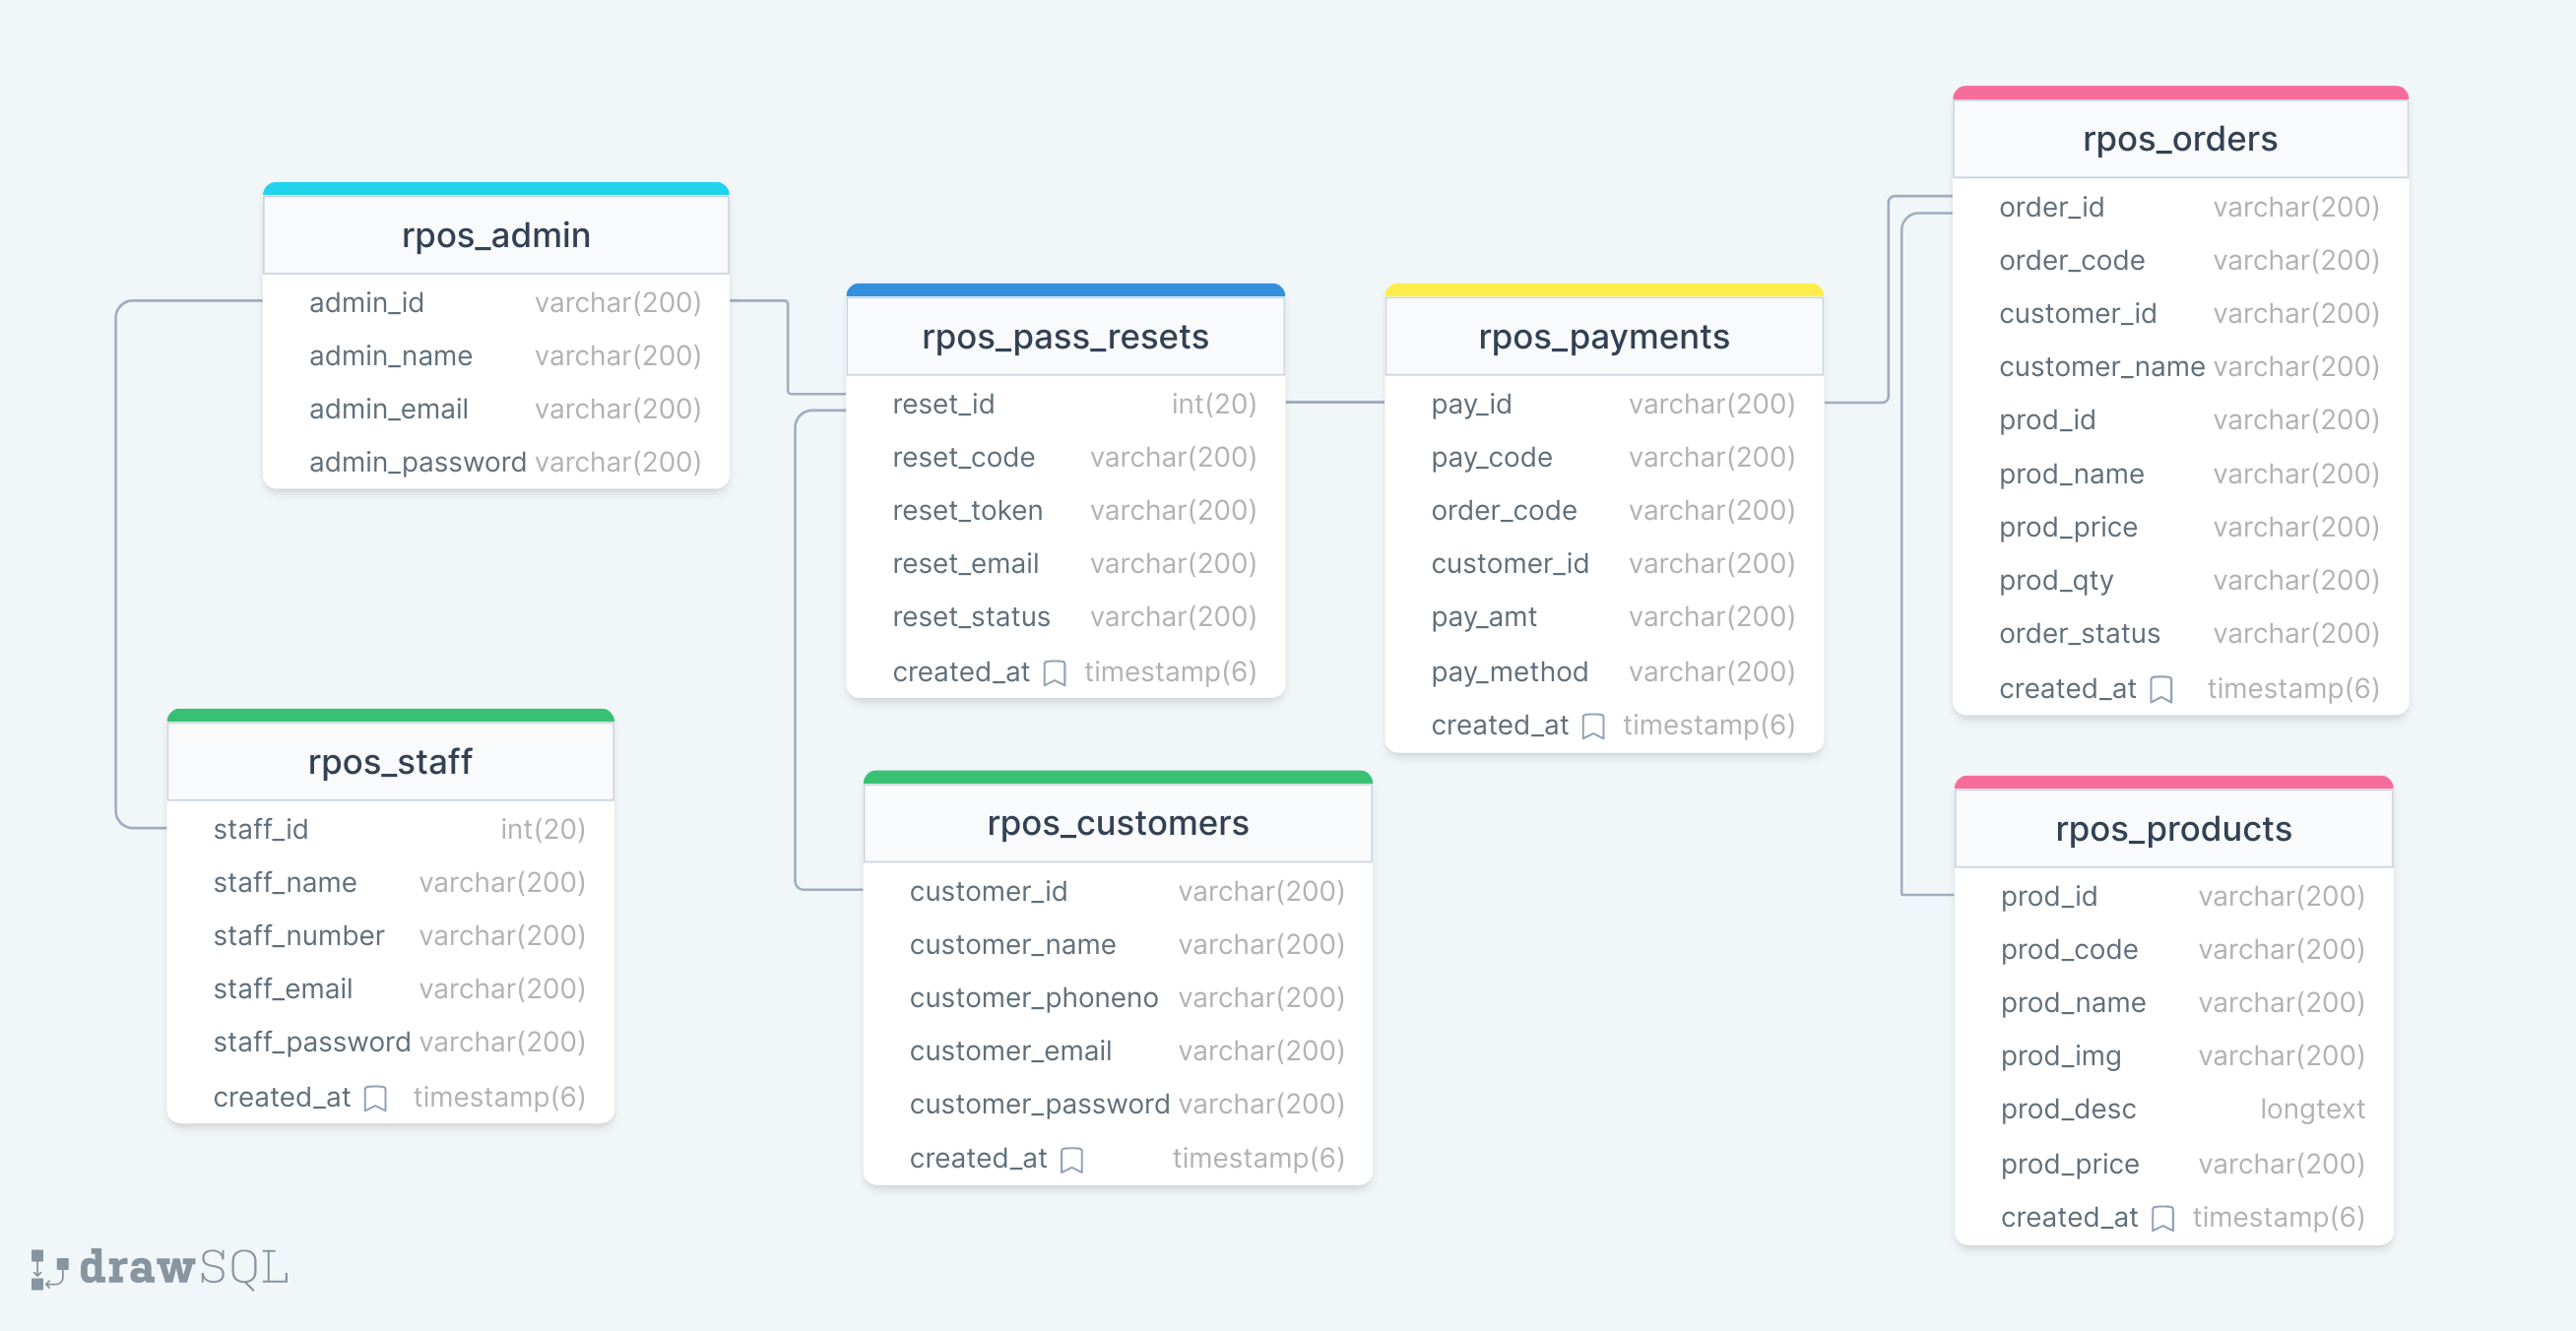 rpos_admin
admin_id varchar(200)
admin_name varchar(200)
admin_email varchar(200)
admin_password varchar(200)
rpos_staff
staff_id int(20)
staff_name varchar(200)
staff_number varchar(200)
staff_email varchar(200)
staff_password varchar(200)
created_at timestamp(6)
rpos_pass_resets
reset_id int(20)
reset_code varchar(200)
reset_token varchar(200)
reset_email varchar(200)
reset_status varchar(200)
created_at timestamp(6)
rpos_customers
customer_id varchar(200)
customer_name varchar(200)
customer_phoneno varchar(200)
customer_email varchar(200)
customer_password varchar(200)
created_at timestamp(6)
rpos_payments
pay_id varchar(200)
pay_code varchar(200)
order_code varchar(200)
customer_id varchar(200)
pay_amt varchar(200)
pay_method varchar(200)
created_at timestamp(6)
rpos_orders
order_id varchar(200)
order_code varchar(200)
customer_id varchar(200)
customer_name varchar(200)
prod_id varchar(200)
prod_name varchar(200)
prod_price varchar(200)
prod_qty varchar(200)
order_status varchar(200)
created_at timestamp(6)
rpos_products
prod_id varchar(200)
prod_code varchar(200)
prod_name varchar(200)
prod_img varchar(200)
prod_desc longtext
prod_price varchar(200)
created_at timestamp(6)
drawSQL